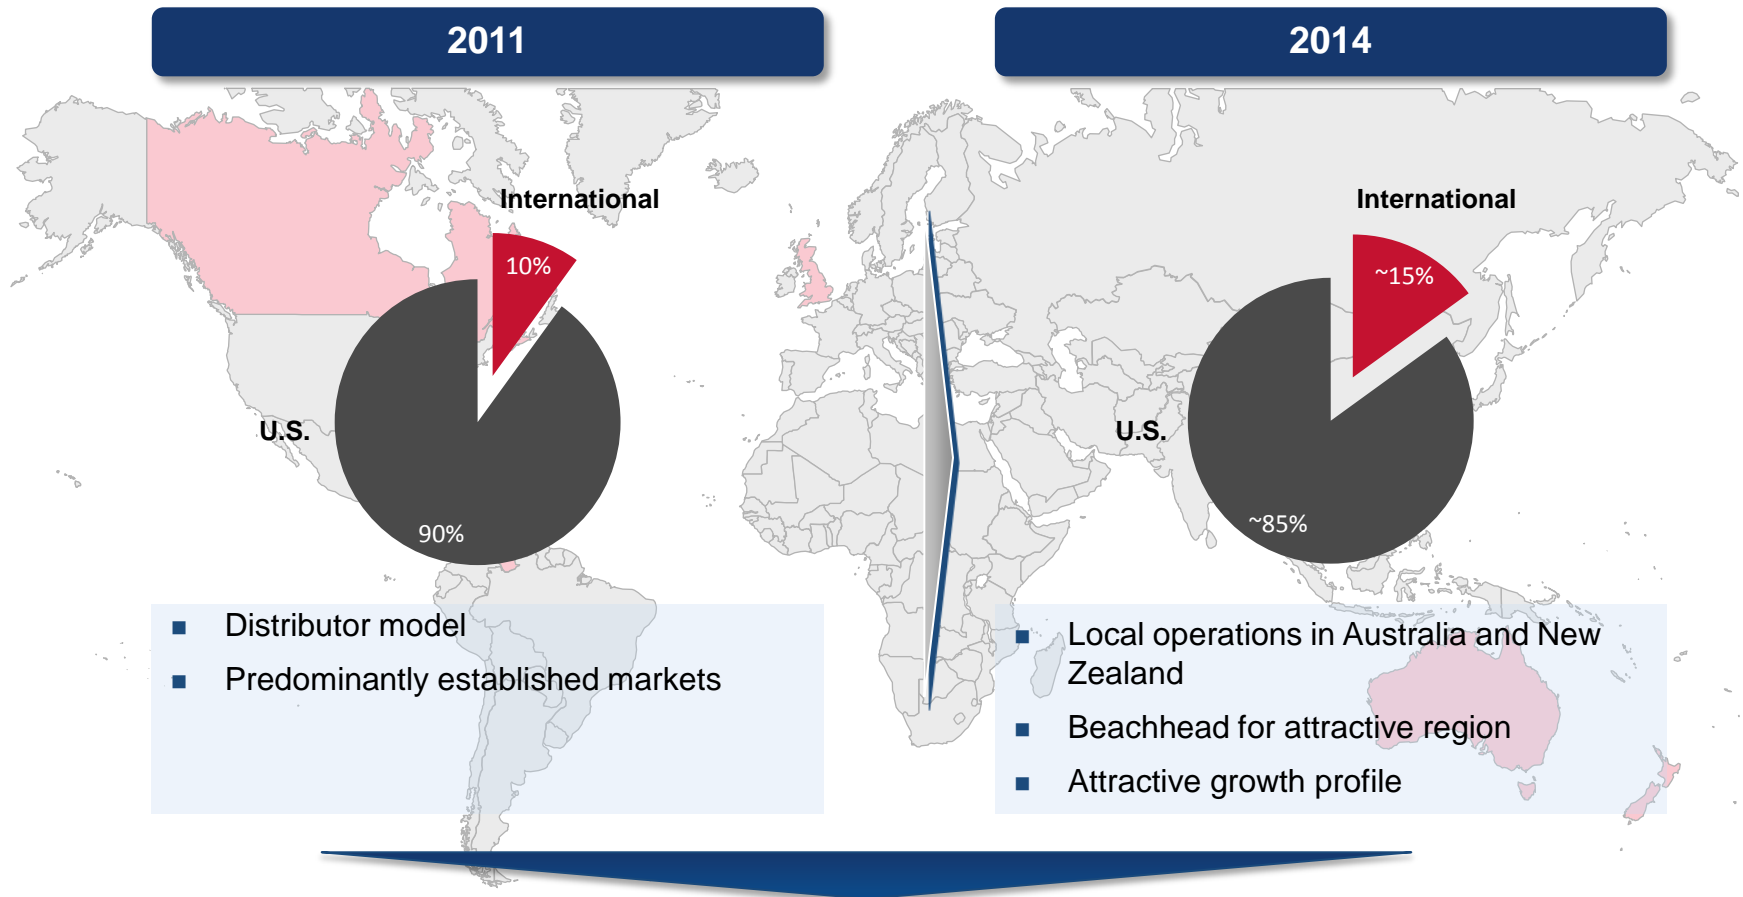 2011
2014
International
10%
U.S.
90%
International
~15%
U.S.
~85%
■ Distributor model
■ Predominantly established markets
■ Local operations in Australia and New
Zealand
■ Beachhead for attractive region
■ Attractive growth profile